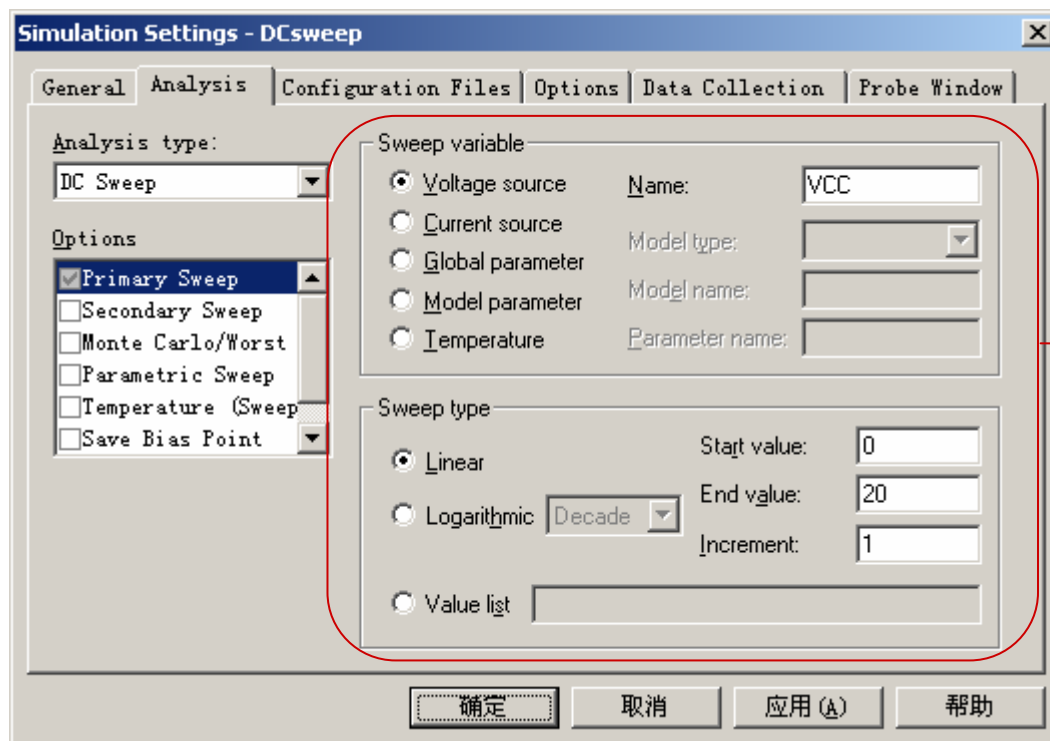 Simulation Settings - DCsweep
General Analysis Configuration Files Options Data Collection Probe Window
Analysis type:
DC Sweep
Options
Primary Sweep
Secondary Sweep
Monte Carlo/Worst
Parametric Sweep
Temperature (Sweep
Save Bias Point
Sweep variable
Voltage source Name: VCC
Current source Model type:
Global parameter Model name:
Model parameter
Temperature Parameter name:
Sweep type
Linear Start value: 0
Logarithmic Decade End value: 20
Increment: 1
Value list
确定 取消 应用(A) 帮助